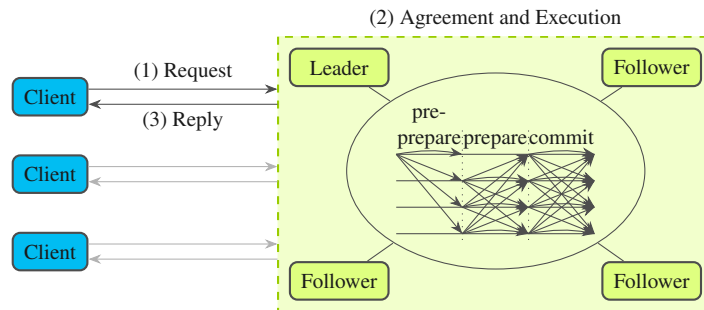 (2) Agreement and Execution
Leader
Follower
(1) Request
Client
(3) Reply
pre-
prepare prepare commit
Client
Client
Follower
Follower